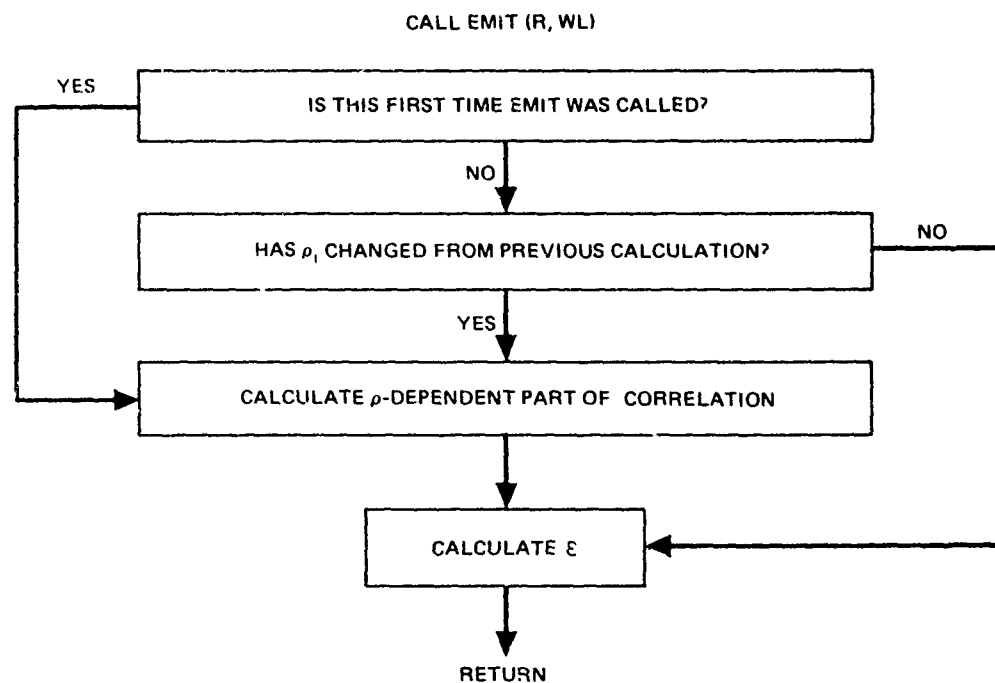 CALL EMIT (R, WL)
YES
IS THIS FIRST TIME EMIT WAS CALLED?
NO
HAS ρ₁ CHANGED FROM PREVIOUS CALCULATION?
NO
YES
CALCULATE ρ-DEPENDENT PART OF CORRELATION
CALCULATE ε
RETURN